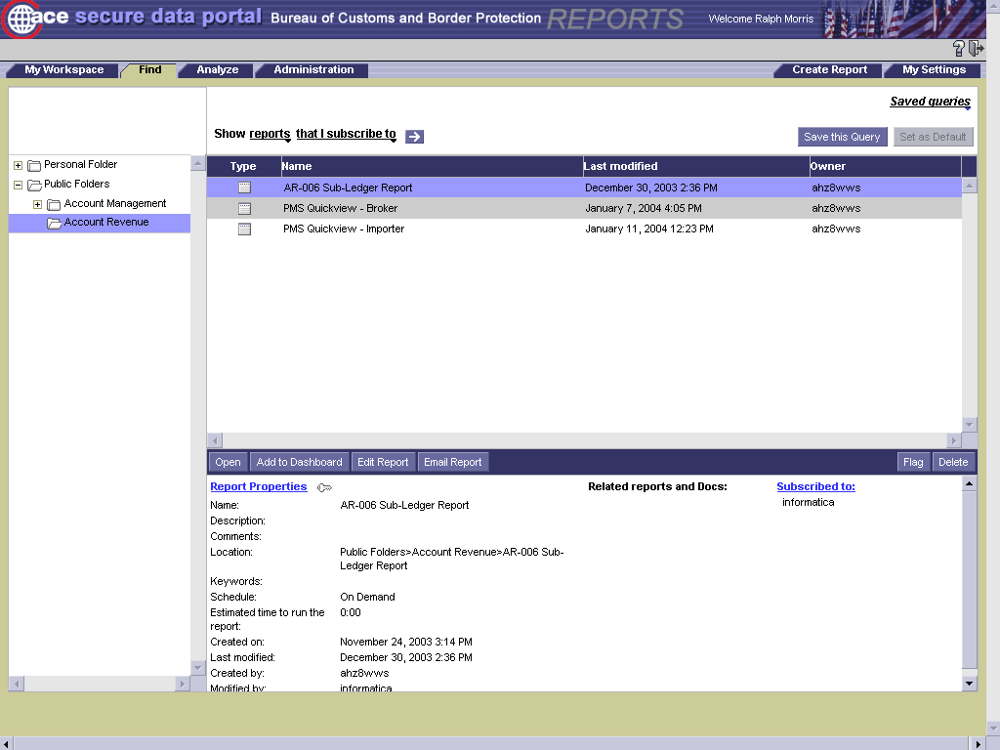 ace secure data portal Bureau of Customs and Border Protection REPORTS Welcome Ralph Morris
?
My Workspace Find Analyze Administration Create Report My Settings
Saved queries
Show reports that I subscribe to
Save this Query Set as Default
Personal Folder
Public Folders
Account Management
Account Revenue
Type Name Last modified Owner
AR-006 Sub-Ledger Report December 30, 2003 2:36 PM ahz8wws
PMS Quickview - Broker January 7, 2004 4:05 PM ahz8wws
PMS Quickview - Importer January 11, 2004 12:23 PM ahz8wws
Open Add to Dashboard Edit Report Email Report Flag Delete
Report Properties Related reports and Docs: Subscribed to:
informatica
Name: AR-006 Sub-Ledger Report
Description:
Comments:
Location: Public Folders>Account Revenue>AR-006 Sub-
Ledger Report
Keywords:
Schedule: On Demand
Estimated time to run the 0:00
report:
Created on: November 24, 2003 3:14 PM
Last modified: December 30, 2003 2:36 PM
Created by: ahz8wws
Modified by: informatica